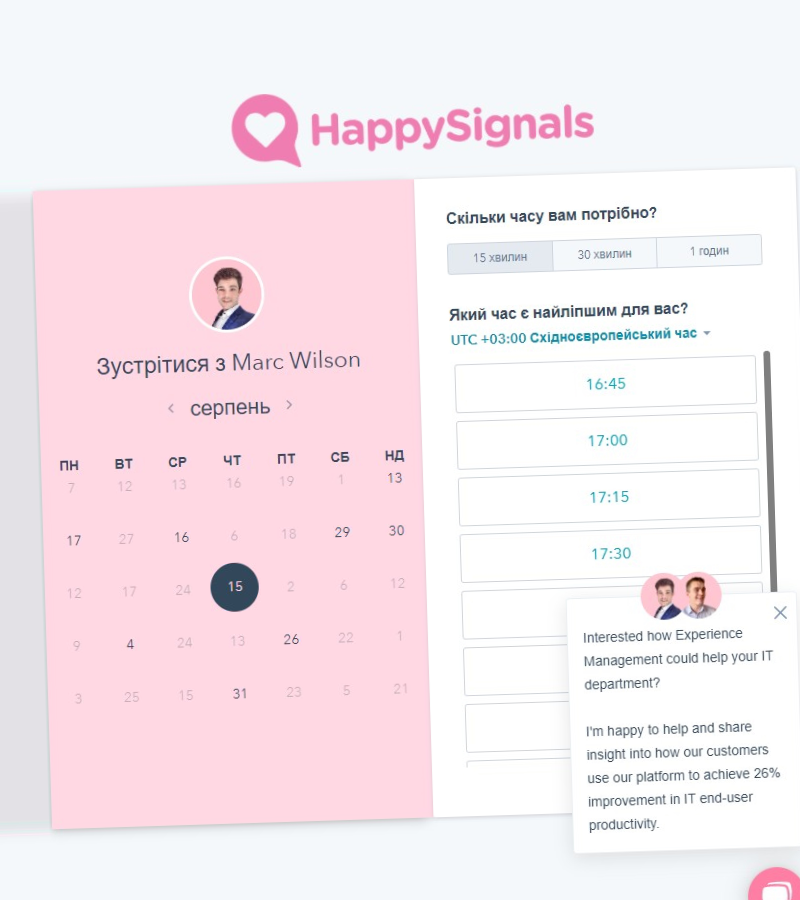 HappySignals
Зустрітися з Marc Wilson
серпень
ПН ВТ СР ЧТ ПТ СБ НД
7 12 13 16 19 1 13
17 27 16 6 18 29 30
12 17 24 15 2 6 12
9 4 24 13 26 22 1
3 25 15 31 23 5 21
Скільки часу вам потрібно?
15 хвилин 30 хвилин 1 годин
Який час є найліпшим для вас?
UTC +03:00 Східноєвропейський час
16:45
17:00
17:15
17:30
Interested how Experience
Management could help your IT
department?
I'm happy to help and share
insight into how our customers
use our platform to achieve 26%
improvement in IT end-user
productivity.